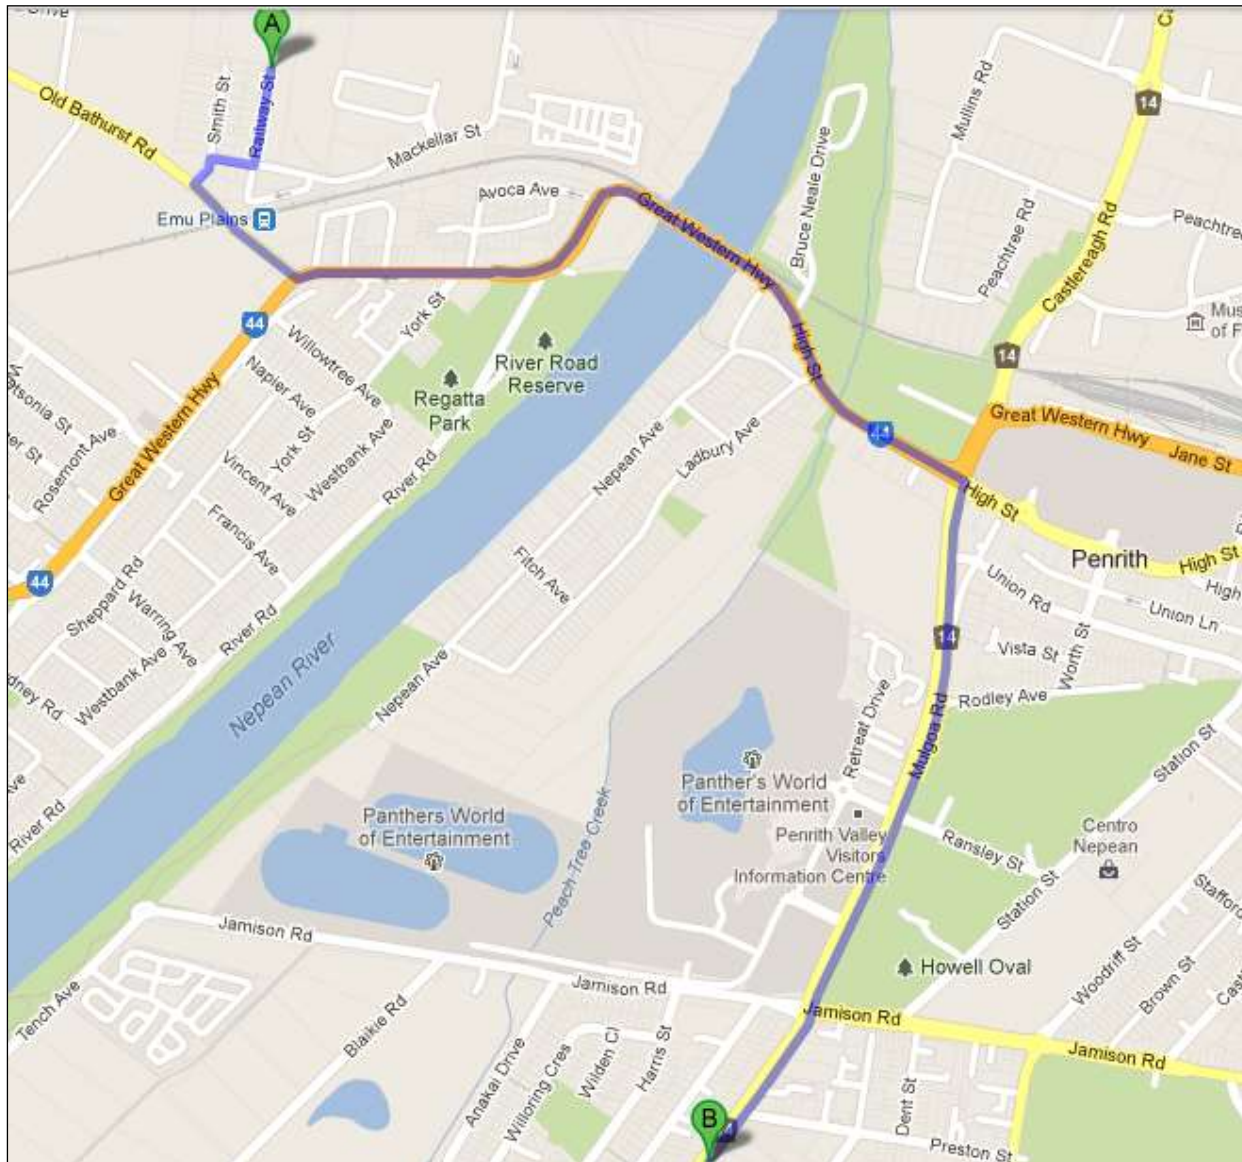 A
Old Bathurst Rd
Smith St
Railway St
Mackellar St
Emu Plains
Avoca Ave
Great Western Hwy
Bruce Neale Drive
Mullins Rd
14
Peachtree Rd
Peachtree
Castlereagh Rd
14
Mus
of F
High St
44
Great Western Hwy
Jane St
High St
Penrith
High St
High
44
Great Western Hwy
44
York St
Willowtree Ave
Napier Ave
York St
Vincent Ave
Westbank Ave
River Rd
Regatta
Park
River Road
Reserve
Rosemont Ave
Francis Ave
Sheppard Rd
Warring Ave
Westbank Ave
River Rd
River Rd
Nepean River
Nepean Ave
Ladbury Ave
Fitch Ave
Nepean Ave
Union Rd
Union Ln
Vista St
Worth St
14
Rodley Ave
Mulgoa Rd
Retreat Drive
Station St
Panther's World
of Entertainment
Panthers World
of Entertainment
Penrith Valley
Visitors
Information Centre
Ransley St
Centro
Nepean
Station St
Peach Tree Creek
Howell Oval
Woodriff St
Brown St
Jamison Rd
Jamison Rd
Jamison Rd
Jamison Rd
Tench Ave
Blaikie Rd
Anakai Drive
Willoring Cres
Wilden Cl
Harris St
Dent St
Preston St
B